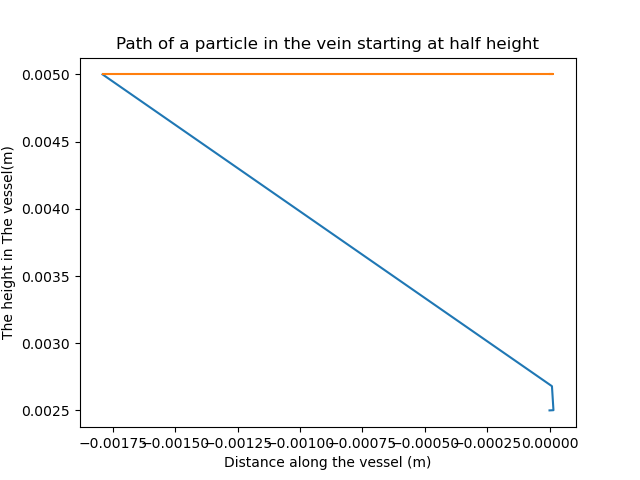 Path of a particle in the vein starting at half height
The height in The vessel(m)
0.0050
0.0045
0.0040
0.0035
0.0030
0.0025
−0.00175 −0.00150 −0.00125 −0.00100 −0.00075 −0.00050 −0.00025 0.00000
Distance along the vessel (m)